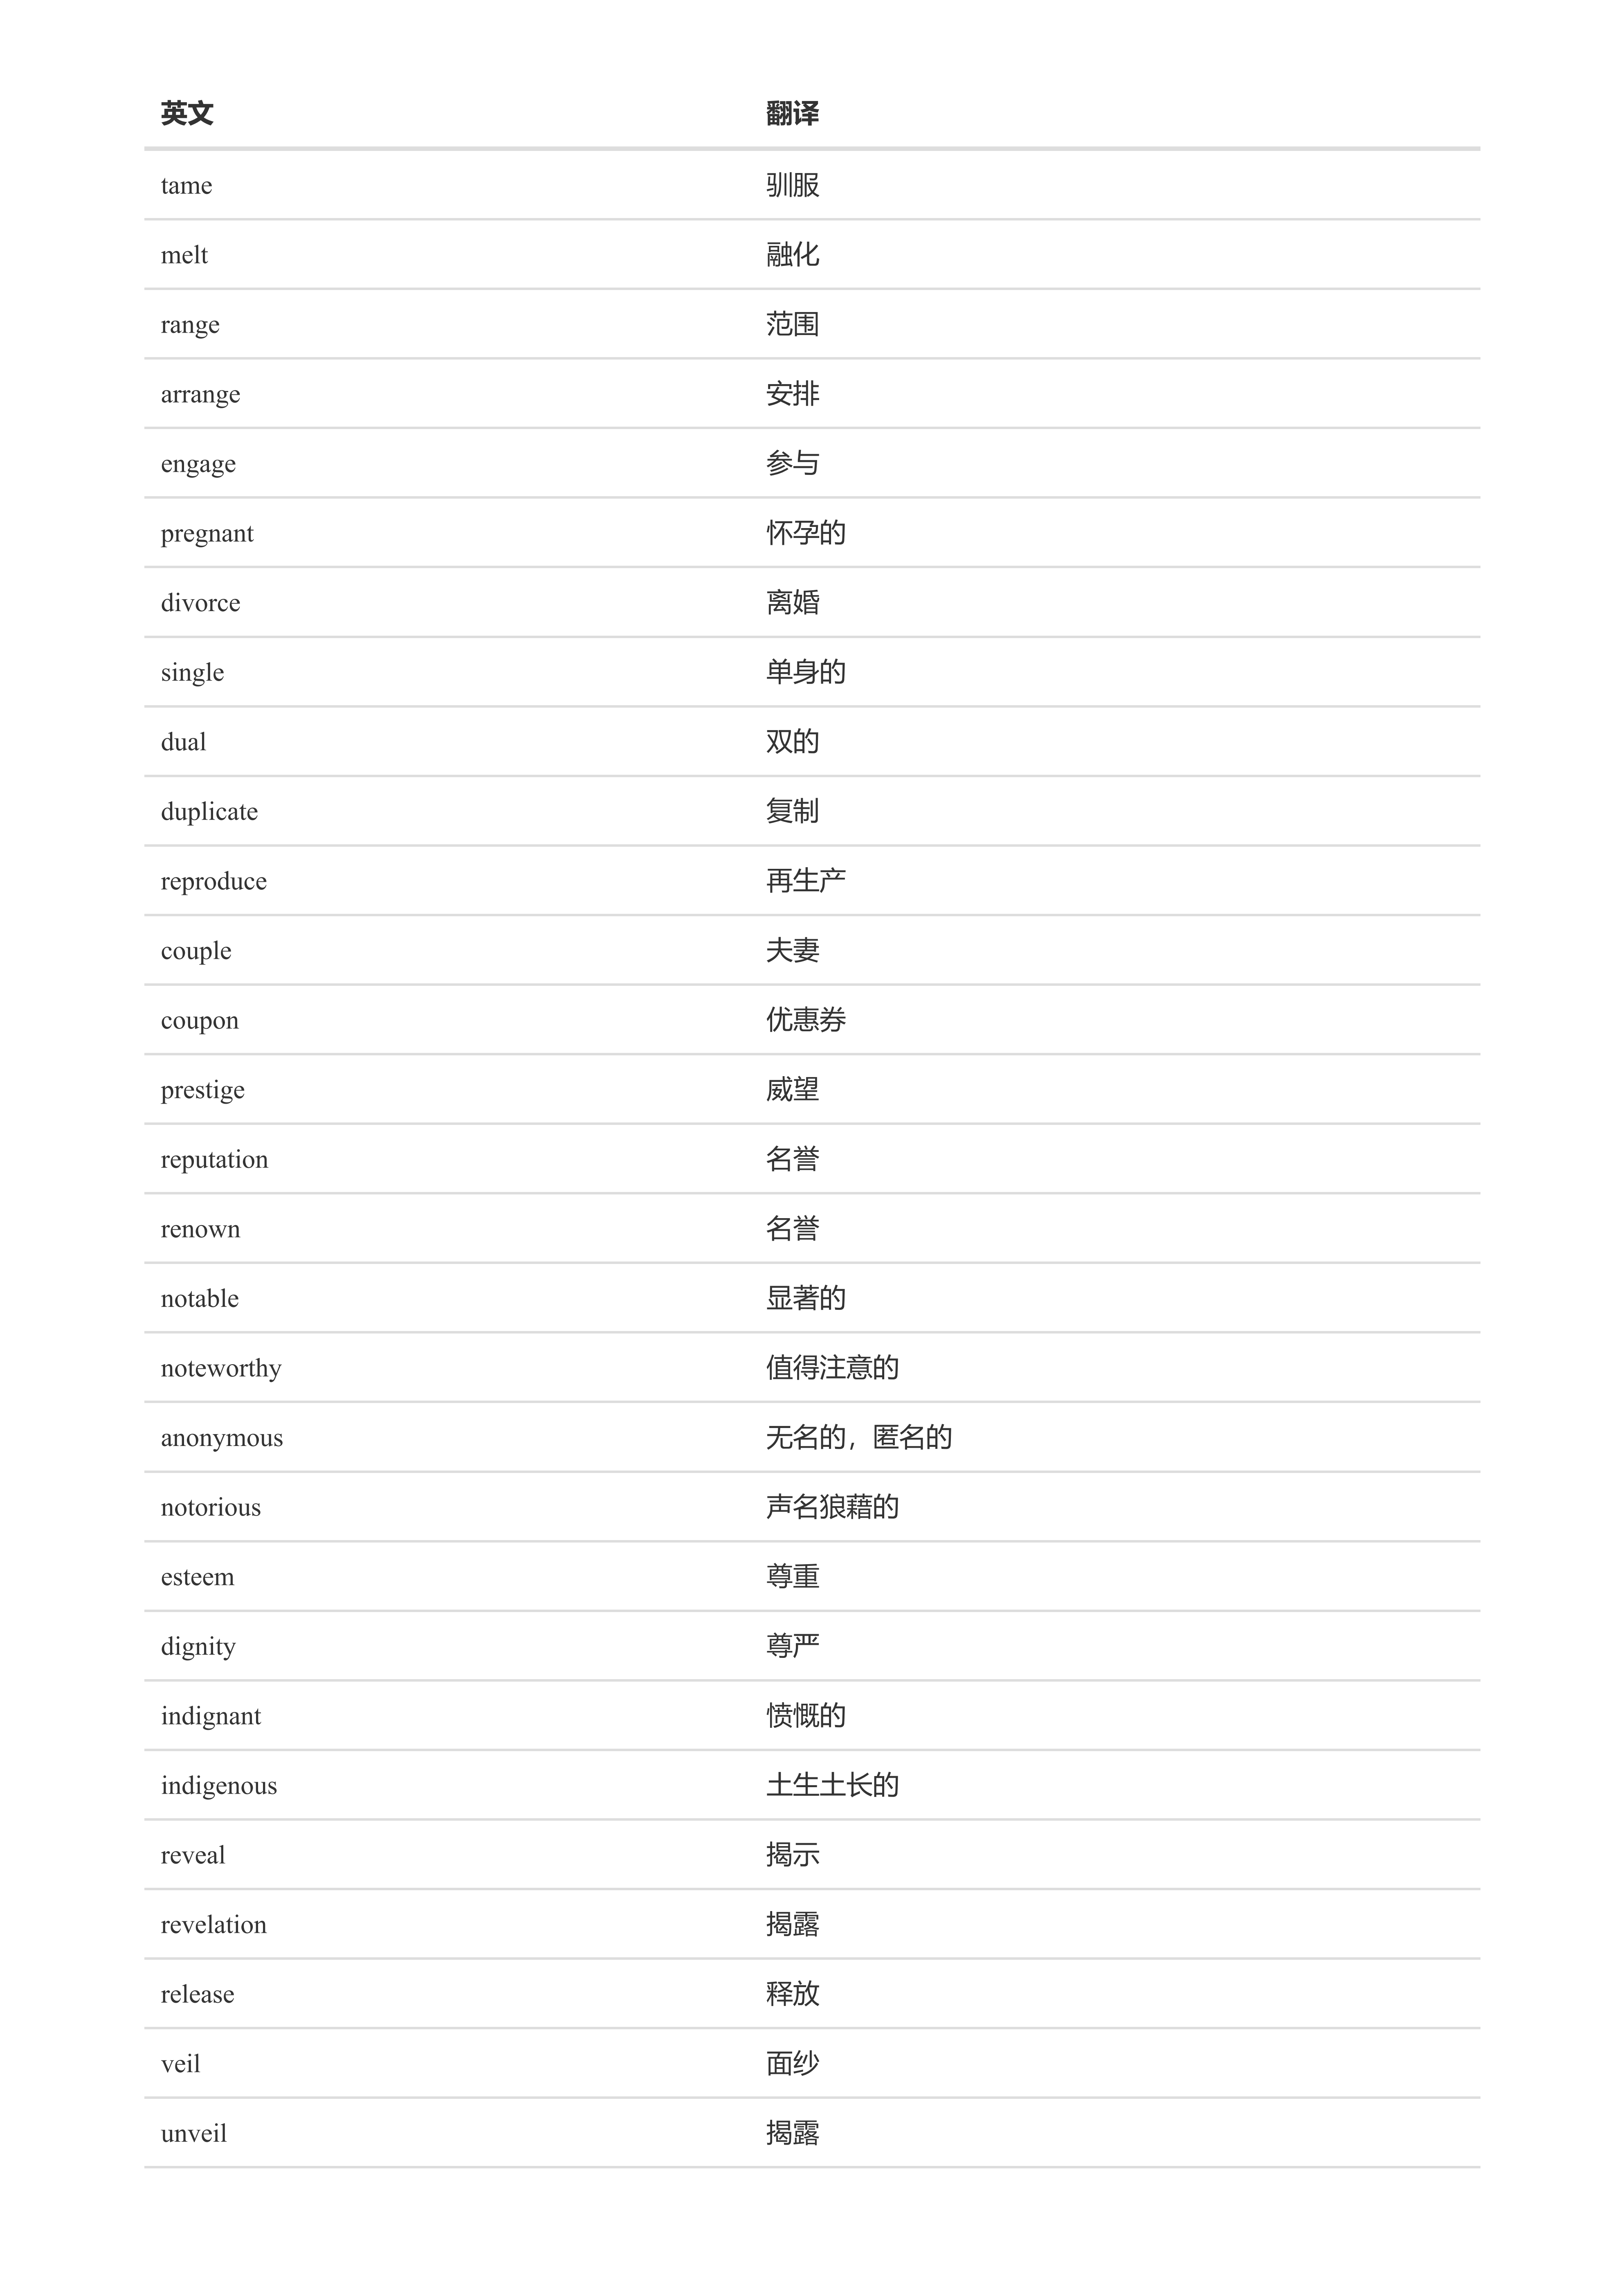 英文 翻译
tame 驯服
melt 融化
range 范围
arrange 安排
engage 参与
pregnant 怀孕的
divorce 离婚
single 单身的
dual 双的
duplicate 复制
reproduce 再生产
couple 夫妻
coupon 优惠券
prestige 威望
reputation 名誉
renown 名誉
notable 显著的
noteworthy 值得注意的
anonymous 无名的，匿名的
notorious 声名狼藉的
esteem 尊重
dignity 尊严
indignant 愤慨的
indigenous 土生土长的
reveal 揭示
revelation 揭露
release 释放
veil 面纱
unveil 揭露